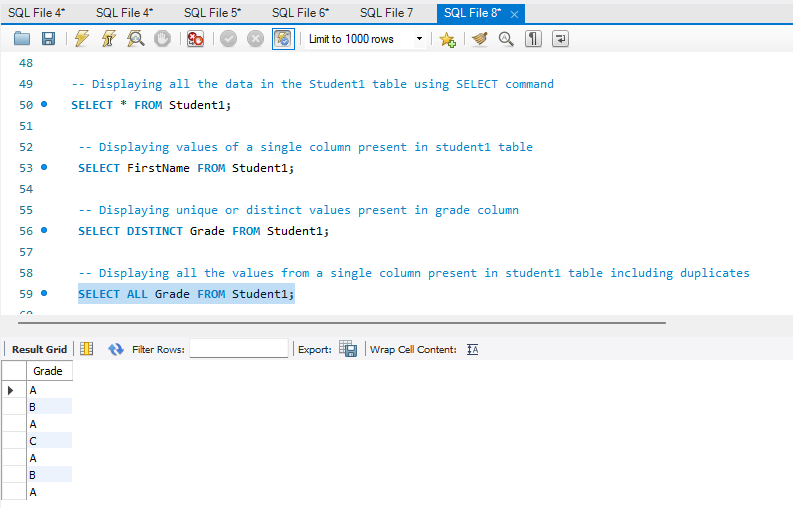 SQL File 4* SQL File 4* SQL File 5* SQL File 6* SQL File 7 SQL File 8*
Limit to 1000 rows
48
49 -- Displaying all the data in the Student1 table using SELECT command
50 SELECT * FROM Student1;
51
52 -- Displaying values of a single column present in student1 table
53 SELECT FirstName FROM Student1;
54
55 -- Displaying unique or distinct values present in grade column
56 SELECT DISTINCT Grade FROM Student1;
57
58 -- Displaying all the values from a single column present in student1 table including duplicates
59 SELECT ALL Grade FROM Student1;
Result Grid Filter Rows: Export: Wrap Cell Content: IA
Grade
A
B
A
C
A
B
A